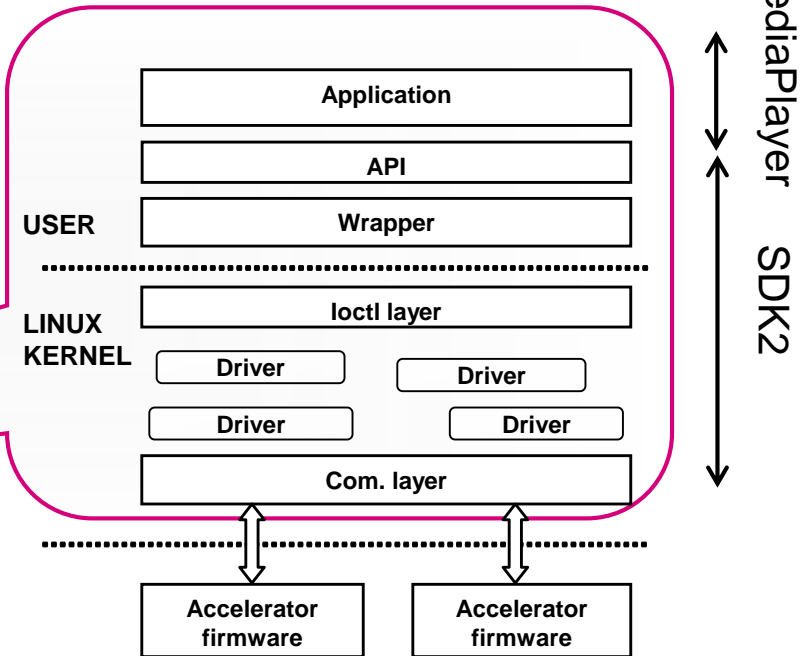 Application
API
USER
Wrapper
Ioctl layer
LINUX
KERNEL
Driver
Driver
Driver
Driver
Com. layer
Accelerator
firmware
Accelerator
firmware
ediaPlayer
SDK2